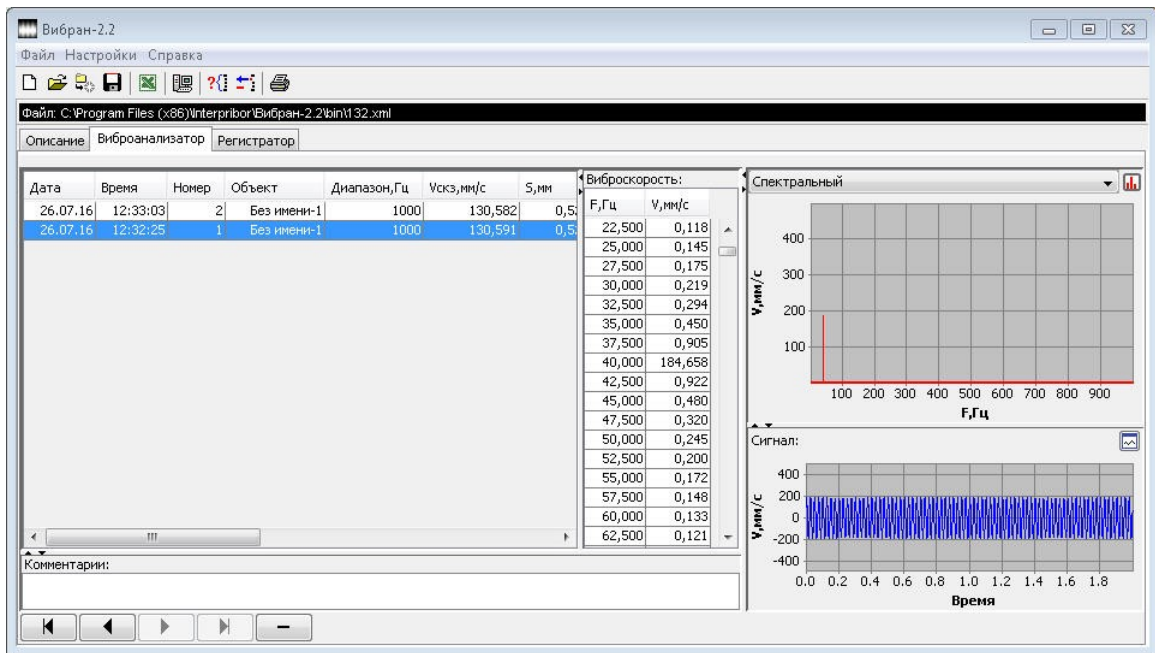 Вибран-2.2
Файл Настройки Справка
Файл: C:\Program Files (x86)\Interpribor\Вибран-2.2\bin\132.xml
Описание Виброанализатор Регистратор
Дата Время Номер Объект Диапазон,Гц Vскз,мм/с S,мм
26.07.16 12:33:03 2 Без имени-1 1000 130,582
26.07.16 12:32:25 1 Без имени-1 1000 130,591
Виброскорость:
F,Гц V,мм/с
22,500 0,118
25,000 0,145
27,500 0,175
30,000 0,219
32,500 0,294
35,000 0,450
37,500 0,905
40,000 184,658
42,500 0,922
45,000 0,480
47,500 0,320
50,000 0,245
52,500 0,200
55,000 0,172
57,500 0,148
60,000 0,133
62,500 0,121
Спектральный
V,мм/с
400
300
200
100
100 200 300 400 500 600 700 800 900
F,Гц
Сигнал:
V,мм/с
400
200
0
-200
-400
0.0 0.2 0.4 0.6 0.8 1.0 1.2 1.4 1.6 1.8
Время
Комментарии: